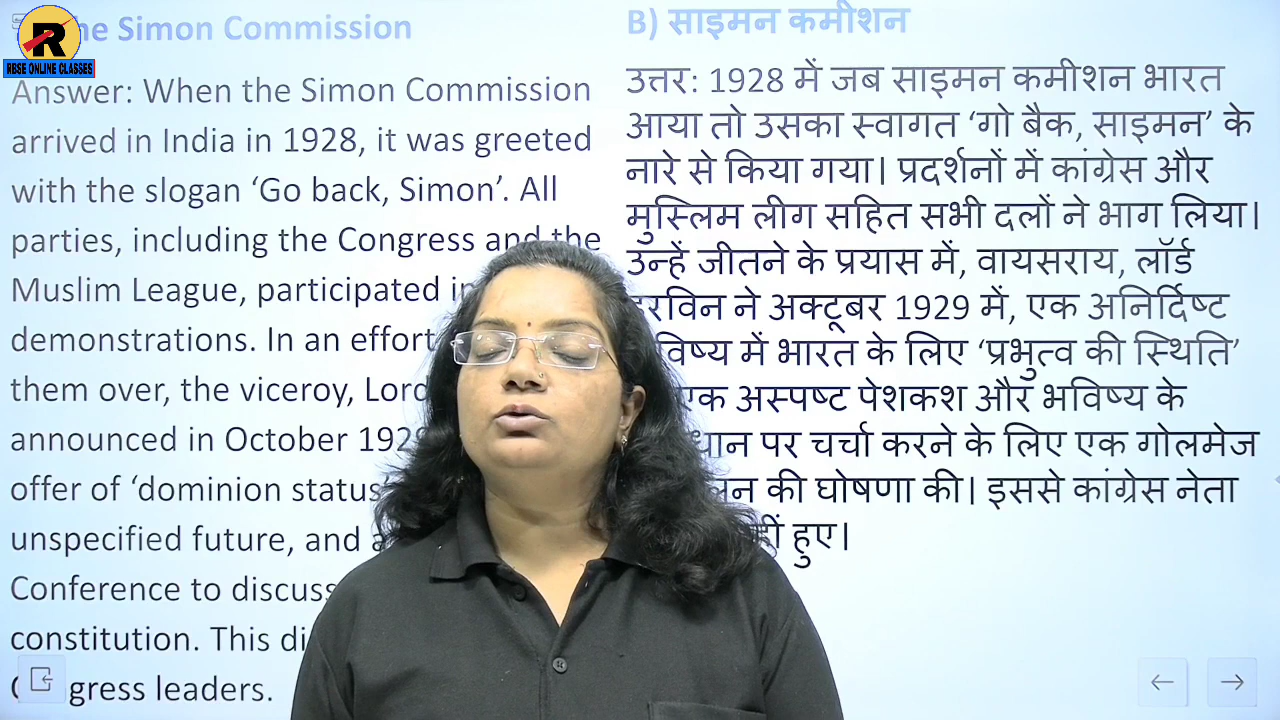 R
RBSE ONLINE CLASSES
The Simon Commission
Answer: When the Simon Commission
arrived in India in 1928, it was greeted
with the slogan ‘Go back, Simon’. All
parties, including the Congress and the
Muslim League, participated
demonstrations. In an effort
them over, the viceroy, Lord
announced in October 1929
offer of ‘dominion status’
unspecified future, and
Conference to discuss
constitution. This
Congress leaders.
B) साइमन कमीशन
उत्तर: 1928 में जब साइमन कमीशन भारत
आया तो उसका स्वागत ‘गो बैक, साइमन’ के
नारे से किया गया। प्रदर्शनों में कांग्रेस और
मुस्लिम लीग सहित सभी दलों ने भाग लिया।
उन्हें जीतने के प्रयास में, वायसराय, लॉर्ड
इरविन ने अक्टूबर 1929 में, एक अनिर्दिष्ट
भविष्य में भारत के लिए ‘प्रभुत्व की स्थिति’
एक अस्पष्ट पेशकश और भविष्य के
पर चर्चा करने के लिए एक गोलमेज
की घोषणा की। इससे कांग्रेस नेता
हुए।